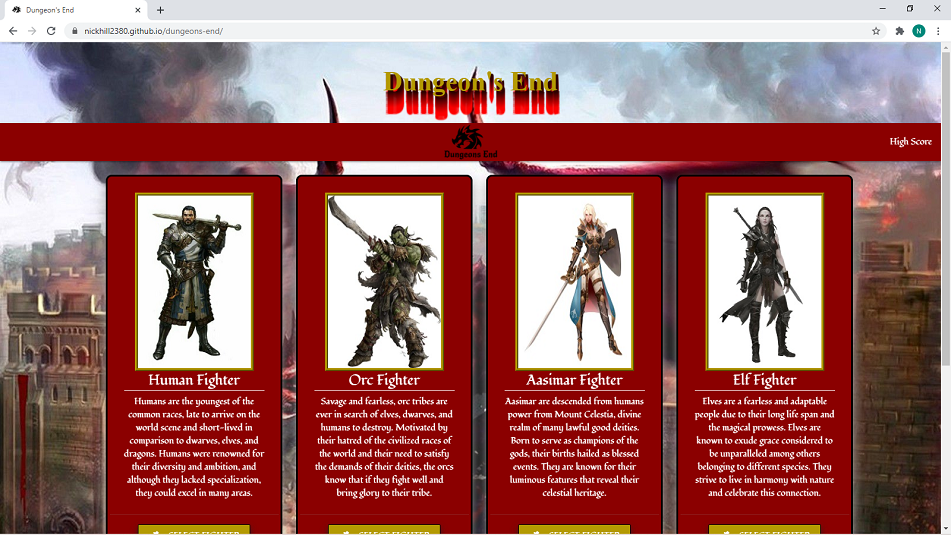 Dungeon's End
nickhill2380.github.io/dungeons-end/
N
Dungeon's End
Dungeons End
High Score
Human Fighter
Humans are the youngest of the
common races, late to arrive on the
world scene and short-lived in
comparison to dwarves, elves, and
dragons. Humans were renowned for
their diversity and ambition, and
although they lacked specialization,
they could excel in many areas.
SELECT FIGHTER
Orc Fighter
Savage and fearless, orc tribes are
ever in search of elves, dwarves, and
humans to destroy. Motivated by
their hatred of the civilized races of
the world and their need to satisfy
the demands of their deities, the orcs
know that if they fight well and
bring glory to their tribe.
SELECT FIGHTER
Aasimar Fighter
Aasimar are descended from humans
power from Mount Celestia, divine
realm of many lawful good deities.
Born to serve as champions of the
gods, their births hailed as blessed
events. They are known for their
luminous features that reveal their
celestial heritage.
SELECT FIGHTER
Elf Fighter
Elves are a fearless and adaptable
people due to their long life span and
the magical prowess. Elves are
known to exude grace considered to
be unparalleled among others
belonging to different species. They
strive to live in harmony with nature
and celebrate this connection.
SELECT FIGHTER